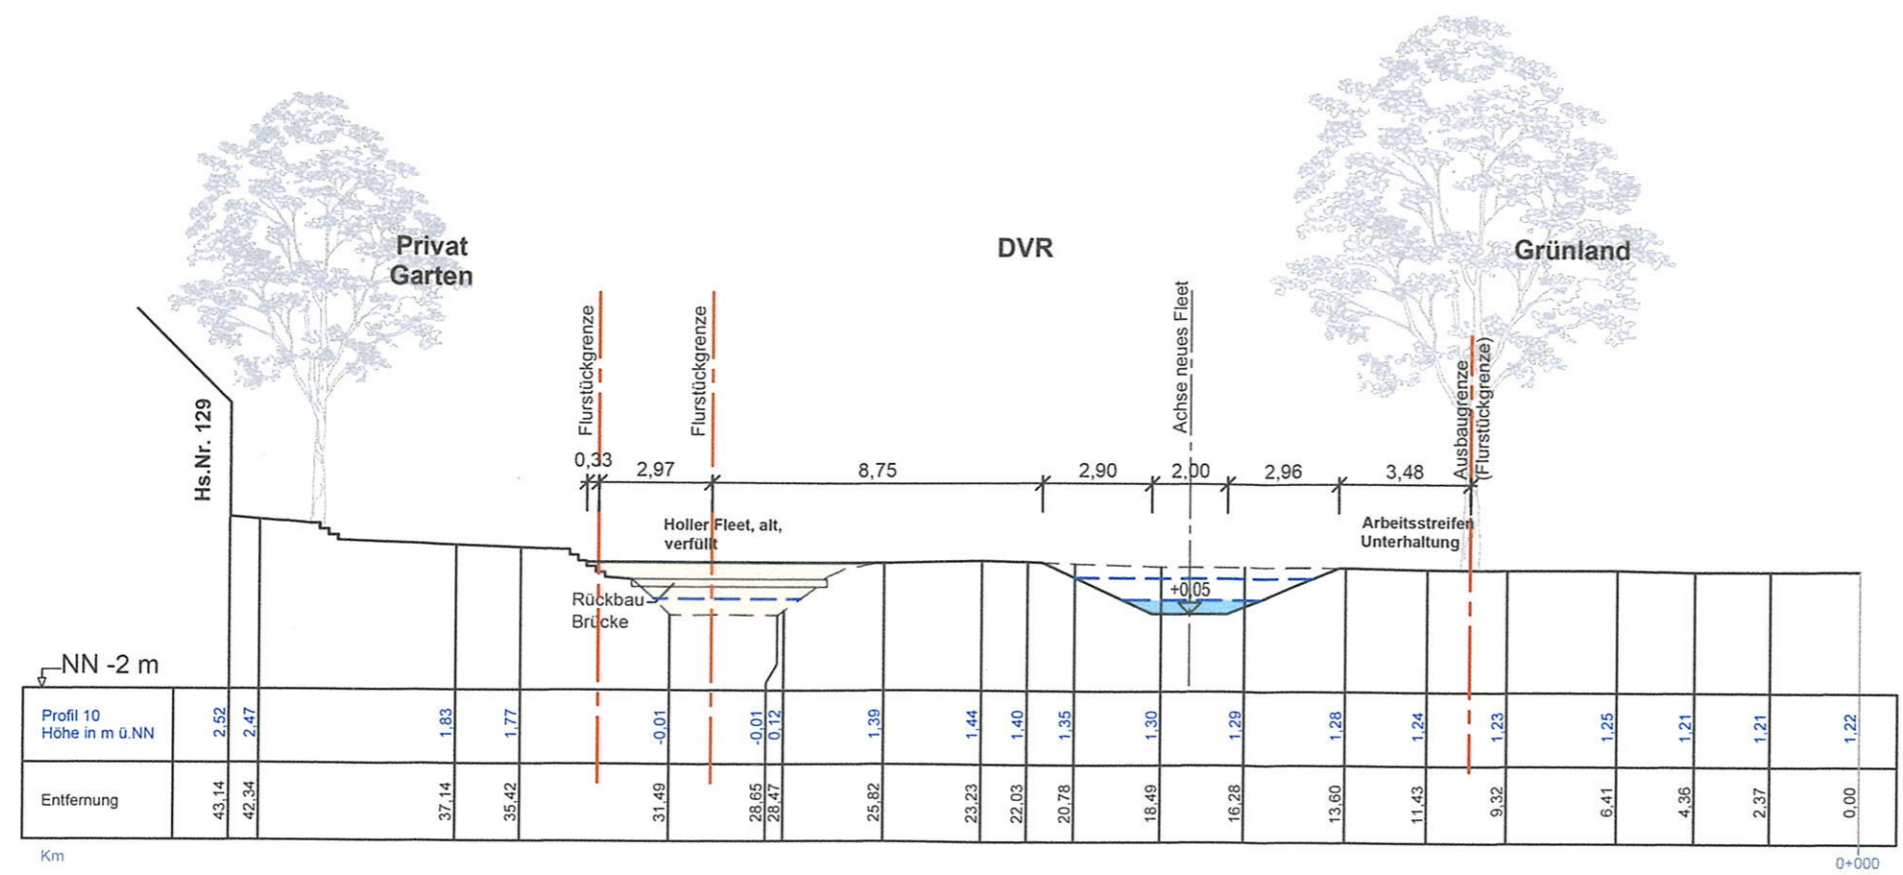 Privat
Garten
DVR
Grünland
Hs.Nr. 129
Flurstückgrenze
Flurstückgrenze
Achse neues Fleet
Ausbaugrenze
(Flurstückgrenze)
0,33
2,97
8,75
2,90
2,00
2,96
3,48
Holler Fleet, alt,
verfüllt
Arbeitsstreifen
Unterhaltung
+0,05
Rückbau
Brücke
NN -2 m
Profil 10
Höhe in m ü.NN
2,52 2,47 1,83 1,77 -0,01 -0,01 0,12 1,39 1,44 1,40 1,35 1,30 1,29 1,28 1,24 1,23 1,25 1,21 1,21 1,22
Entfernung 43,14 42,34 37,14 35,42 31,49 28,65 28,47 25,82 23,23 22,03 20,78 18,49 16,28 13,60 11,43 9,32 6,41 4,36 2,37 0,00
Km 0+000